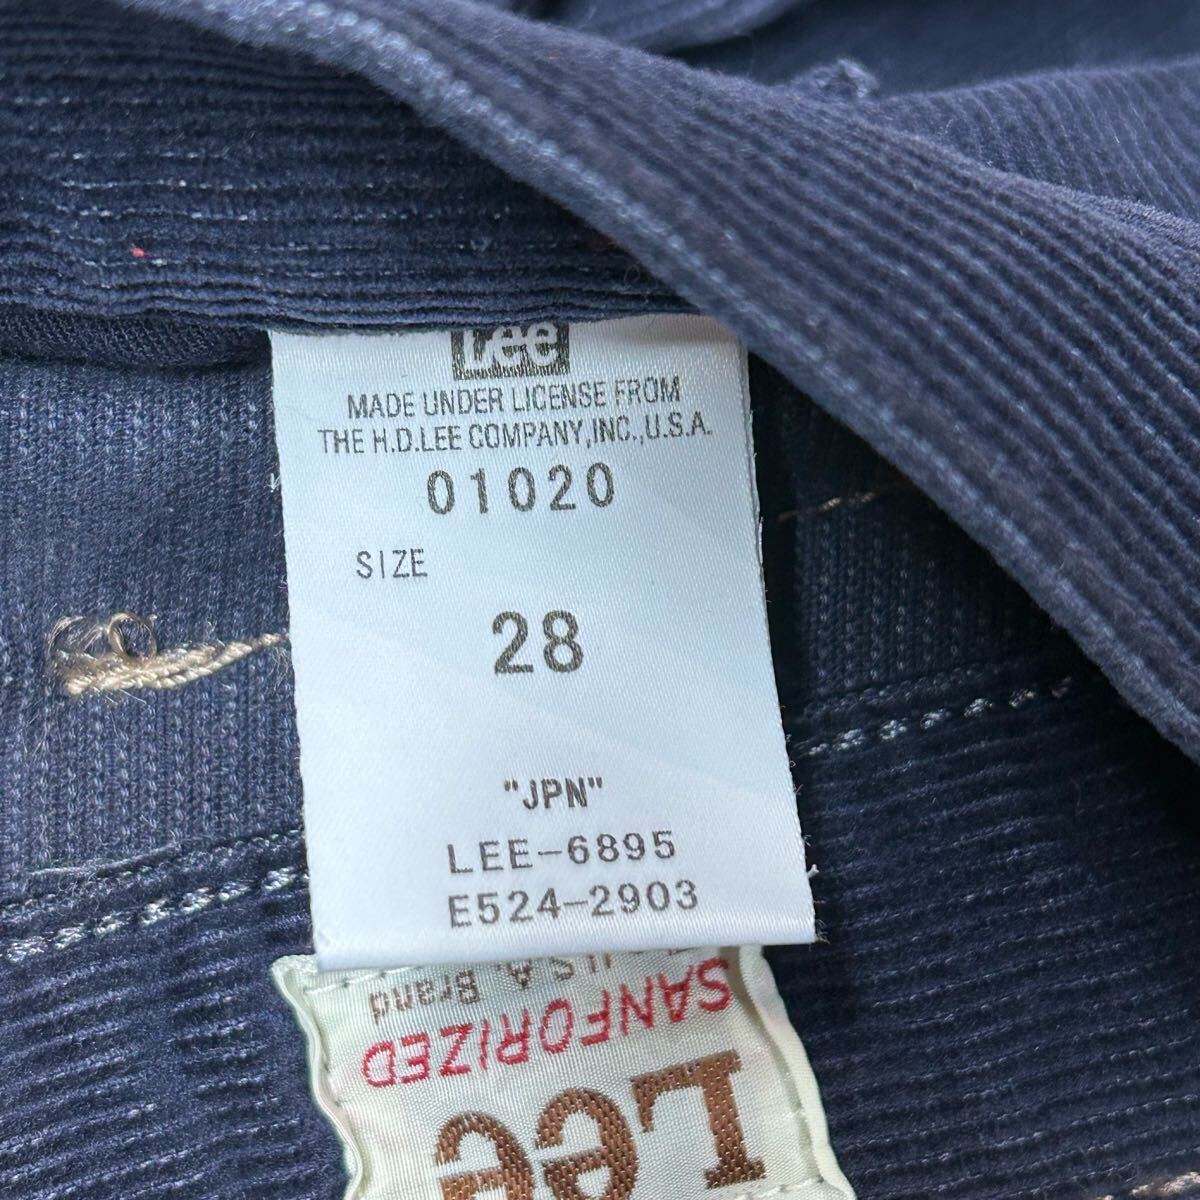 Lee
MADE UNDER LICENSE FROM
THE H.D.LEE COMPANY,INC.,U.S.A.
01020
SIZE
28
"JPN"
LEE-6895
E524-2903
Lee
SANFORIZED
U.S.A. Brand